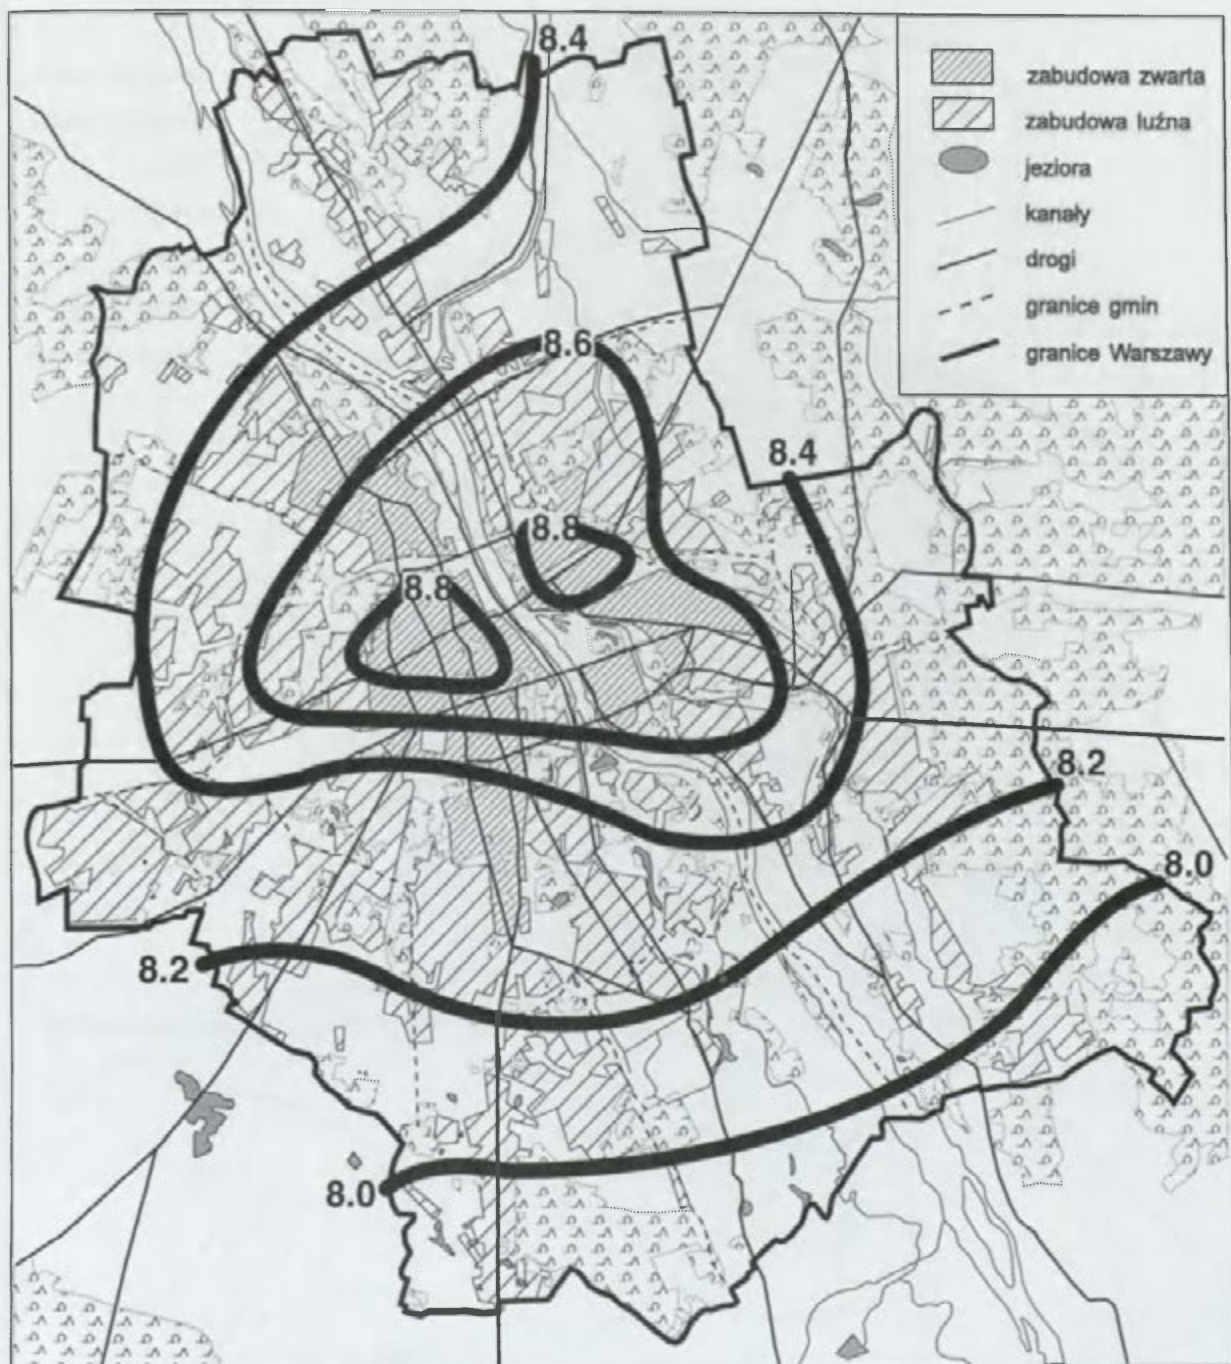 8.4
zabudowa zwarta
zabudowa luźna
jeziora
kanały
drogi
granice gmin
granice Warszawy
8.6
8.4
8.8
8.8
8.2
8.0
8.2
8.0